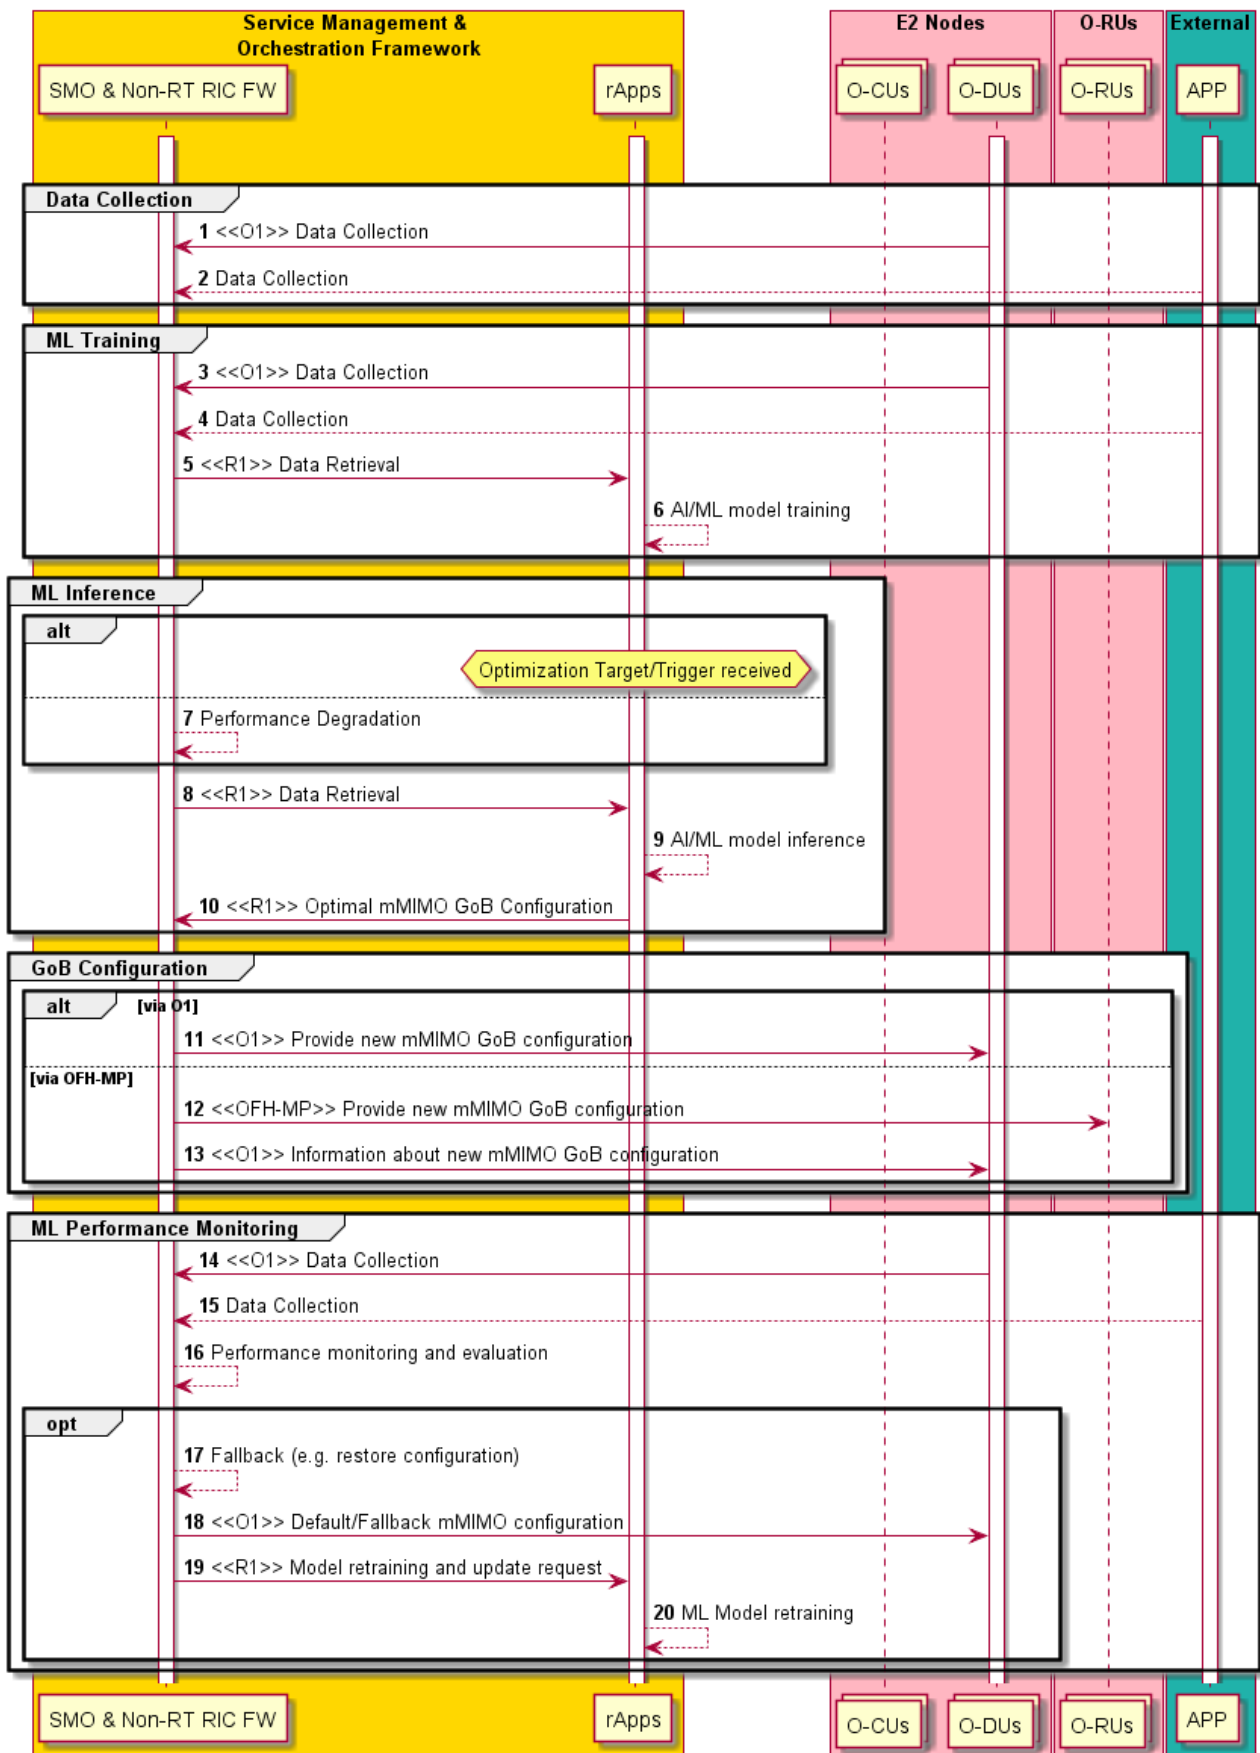 Service Management &
Orchestration Framework
E2 Nodes
O-RUs
External
SMO & Non-RT RIC FW
rApps
O-CUs
O-DUs
O-RUs
APP
Data Collection
1 <<O1>> Data Collection
2 Data Collection
ML Training
3 <<O1>> Data Collection
4 Data Collection
5 <<R1>> Data Retrieval
6 AI/ML model training
ML Inference
alt
Optimization Target/Trigger received
7 Performance Degradation
8 <<R1>> Data Retrieval
9 AI/ML model inference
10 <<R1>> Optimal mMIMO GoB Configuration
GoB Configuration
alt [via O1]
11 <<O1>> Provide new mMIMO GoB configuration
[via OFH-MP]
12 <<OFH-MP>> Provide new mMIMO GoB configuration
13 <<O1>> Information about new mMIMO GoB configuration
ML Performance Monitoring
14 <<O1>> Data Collection
15 Data Collection
16 Performance monitoring and evaluation
opt
17 Fallback (e.g. restore configuration)
18 <<O1>> Default/Fallback mMIMO configuration
19 <<R1>> Model retraining and update request
20 ML Model retraining
SMO & Non-RT RIC FW
rApps
O-CUs
O-DUs
O-RUs
APP